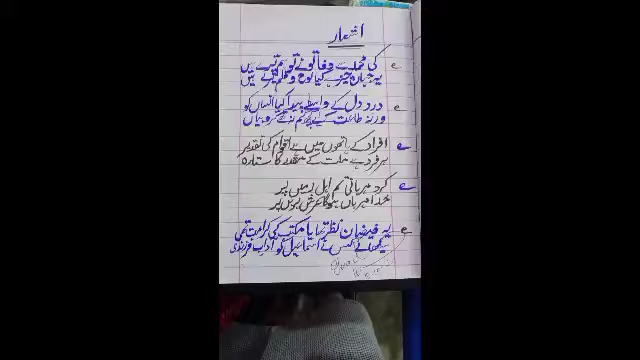 اشعار
کی محمد سے وفا تو نے تو ہم تیرے ہیں
یہ جہاں چیز ہے کیا لوح و قلم تیرے ہیں
درد دل کے واسطے پیدا کیا انساں کو
ورنہ طاعت کے لیے کچھ کم نہ تھے کروبیاں
افراد کے ہاتھوں میں ہے اقوام کی تقدیر
ہر فرد ہے ملت کے مقدر کا ستارہ
کرو مہربانی تم اہل زمیں پر
خدا مہرباں ہوگا عرش بریں پر
یہ فیضان نظر تھا یا مکتب کی کرامت تھی
سکھائے کس نے اسماعیل کو آداب فرزندی